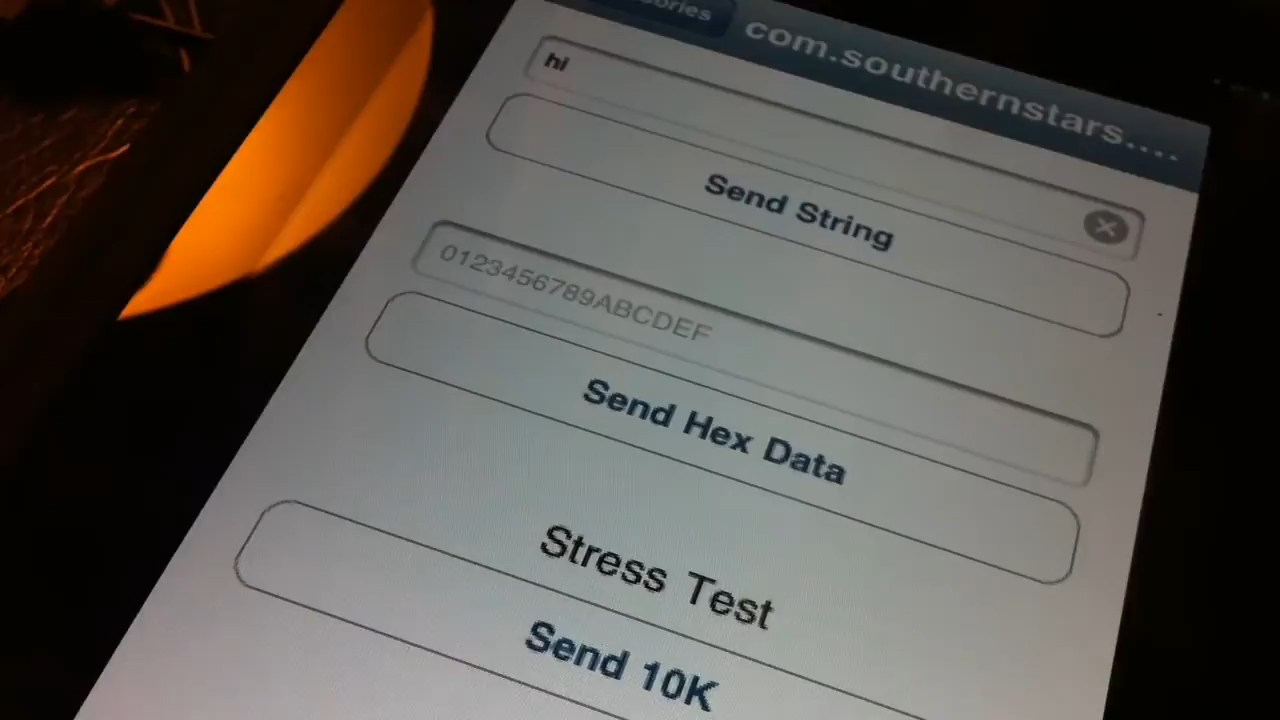 com.southernstars....
hi
Send String
0123456789ABCDEF
Send Hex Data
Stress Test
Send 10K